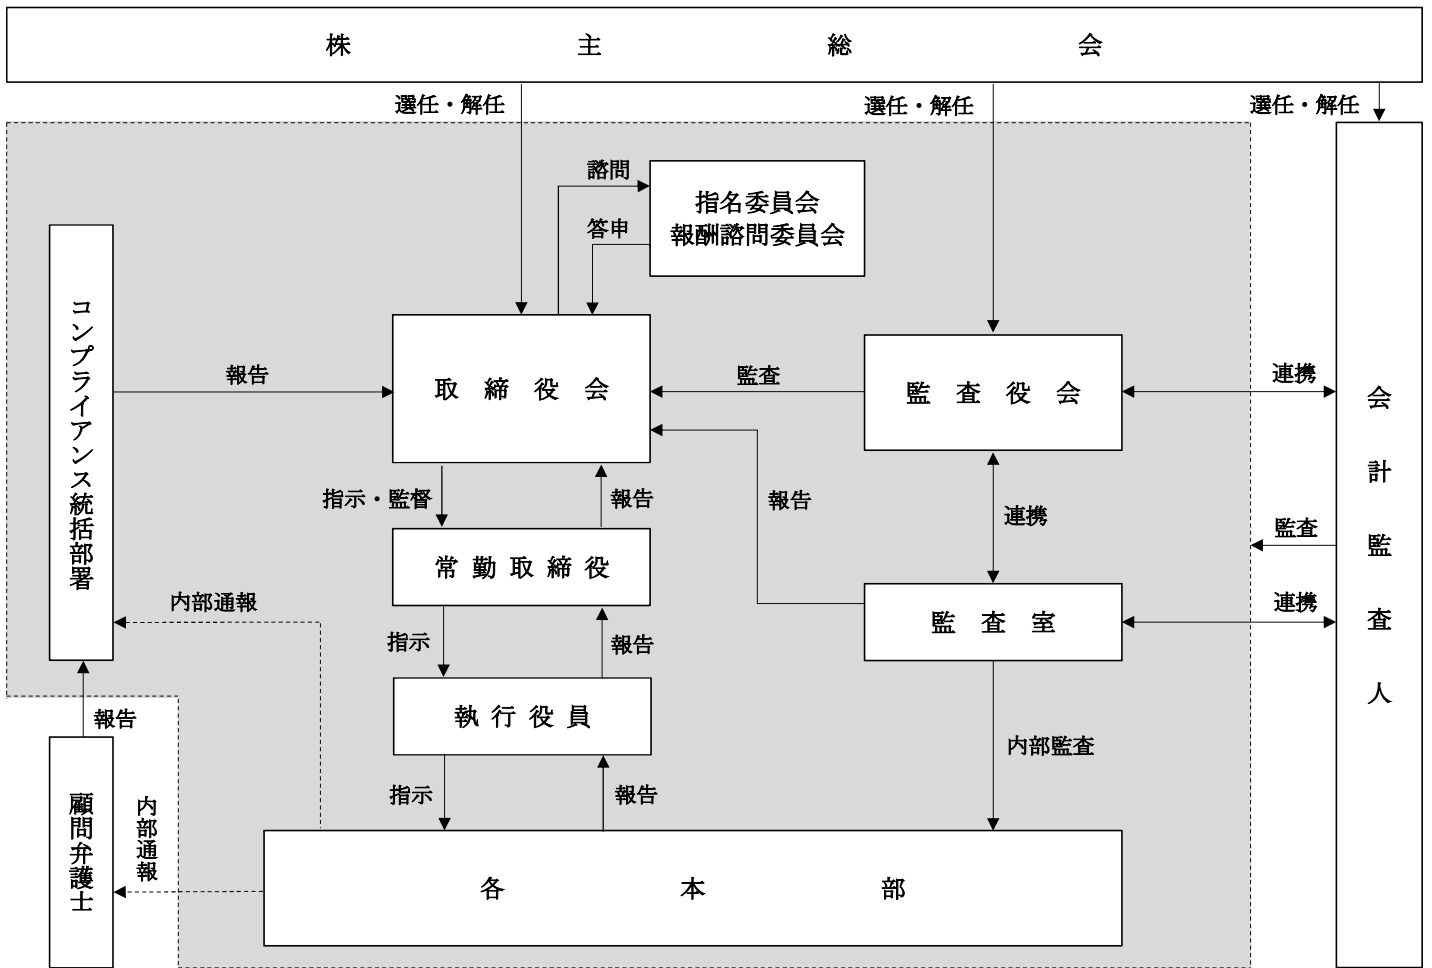 株主総会
選任・解任
選任・解任
選任・解任
諮問
指名委員会
報酬諮問委員会
答申
コンプライアンス統括部署
報告
取締役会
監査
監査役会
連携
会計監査人
指示・監督
報告
報告
連携
監査
常勤取締役
内部通報
監査室
連携
指示
報告
報告
執行役員
内部監査
指示
報告
顧問弁護士
内部通報
各本部